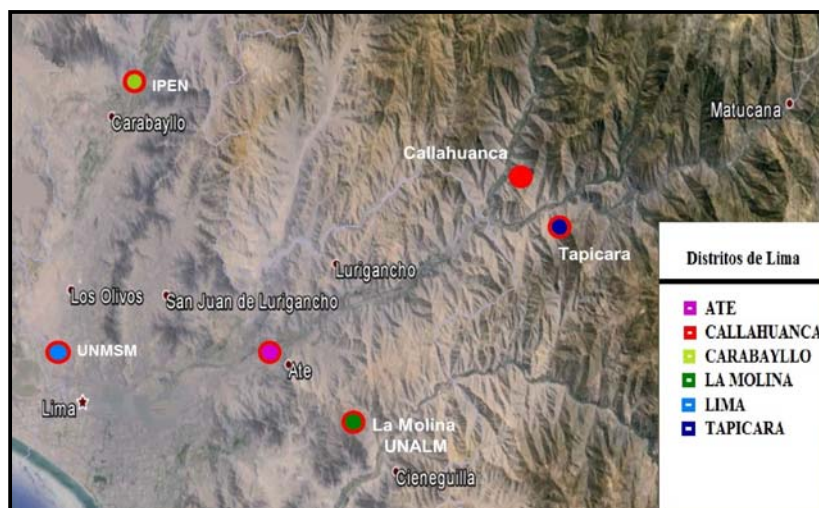 IPEN
Carabayllo
Matucana
Callahuanca
Tapicara
Lurigancho
Los Olivos
San Juan de Lurigancho
UNMSM
Ate
Lima
La Molina
UNALM
Cieneguilla
Distritos de Lima
ATE
CALLAHUANCA
CARABAYLLO
LA MOLINA
LIMA
TAPICARA